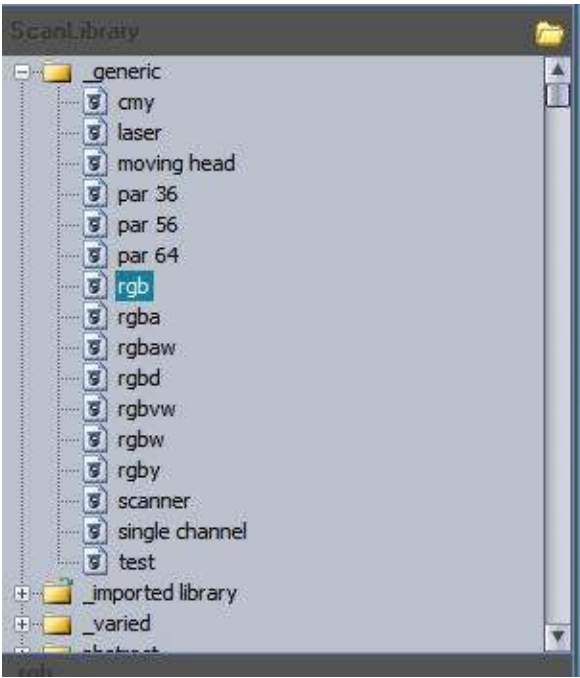 ScanLibrary
_generic
cmy
laser
moving head
par 36
par 56
par 64
rgb
rgba
rgbaw
rgbd
rgbvw
rgbw
rgby
scanner
single channel
test
_imported library
_varied
rgb